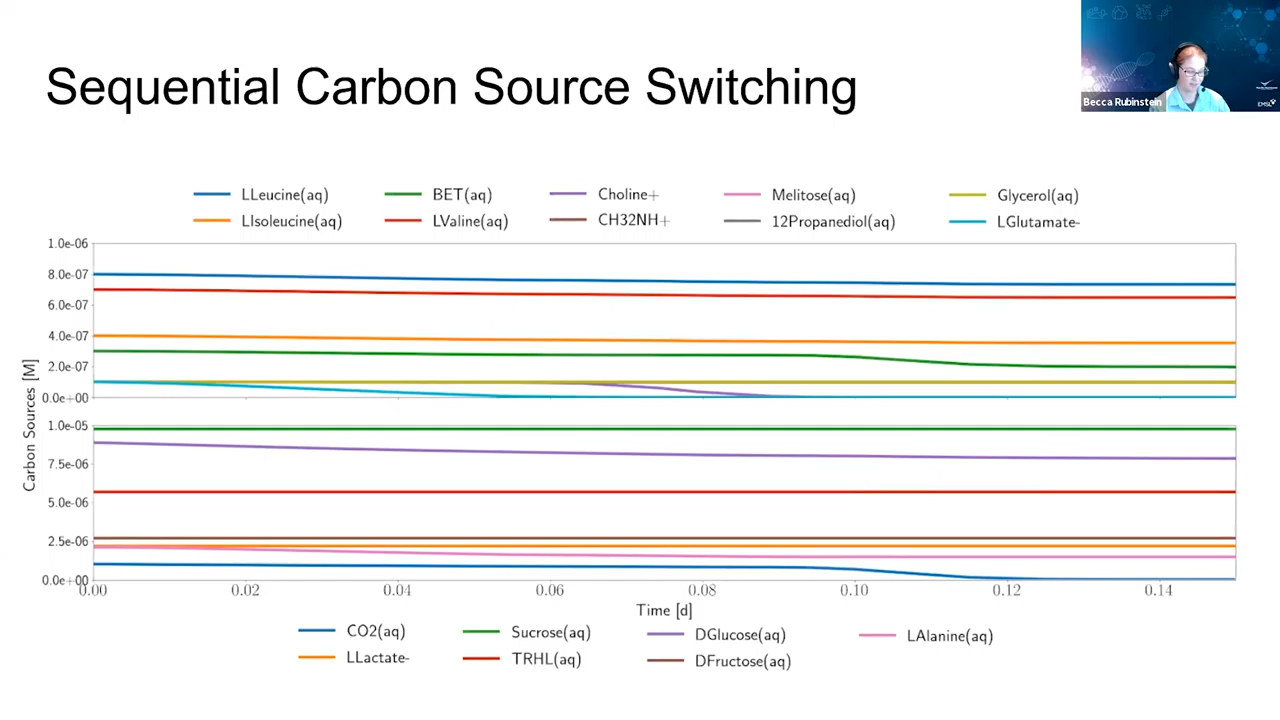 Sequential Carbon Source Switching
Becca Rubinstein
EMSL
LLeucine(aq) BET(aq) Choline+ Melitose(aq) Glycerol(aq)
LIsoleucine(aq) LValine(aq) CH32NH+ 12Propanediol(aq) LGlutamate-
1.0e-06
8.0e-07
6.0e-07
4.0e-07
2.0e-07
0.0e+00
Carbon Sources [M]
1.0e-05
7.5e-06
5.0e-06
2.5e-06
0.0e+00
0.00 0.02 0.04 0.06 0.08 0.10 0.12 0.14
Time [d]
CO2(aq) Sucrose(aq) DGlucose(aq) LAlanine(aq)
LLactate- TRHL(aq) DFructose(aq)